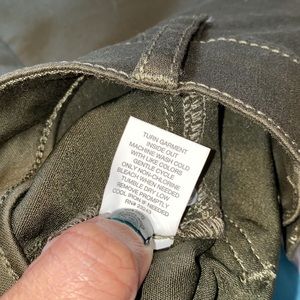 TURN GARMENT
INSIDE OUT
MACHINE WASH COLD
WITH LIKE COLORS
GENTLE CYCLE
ONLY NON-CHLORINE
BLEACH WHEN NEEDED
TUMBLE DRY LOW
REMOVE PROMPTLY
COOL IRON IF NEEDED
RN#